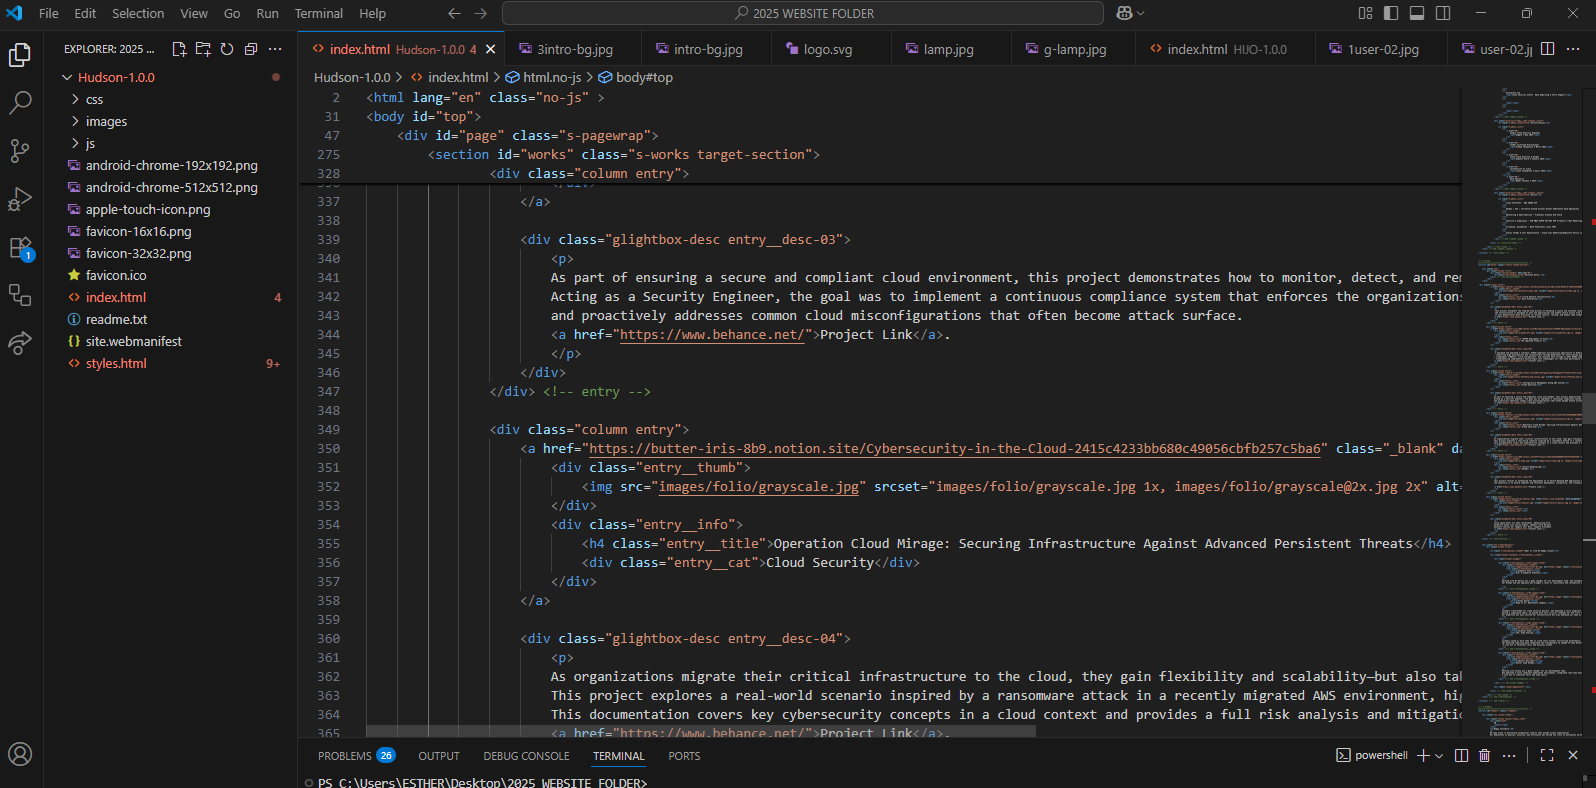 File Edit Selection View Go Run Terminal Help
2025 WEBSITE FOLDER
EXPLORER: 2025 ...
index.html Hudson-1.0.0 4
3intro-bg.jpg
intro-bg.jpg
logo.svg
lamp.jpg
g-lamp.jpg
index.html HIJO-1.0.0
1user-02.jpg
user-02.j
Hudson-1.0.0 > index.html > html.no-js > body#top
Hudson-1.0.0
css
images
js
android-chrome-192x192.png
android-chrome-512x512.png
apple-touch-icon.png
favicon-16x16.png
favicon-32x32.png
favicon.ico
index.html 4
readme.txt
site.webmanifest
styles.html 9+
1
2 <html lang="en" class="no-js" >
31 <body id="top">
47 <div id="page" class="s-pagewrap">
275 <section id="works" class="s-works target-section">
328 <div class="column entry">
337 </a>
338
339 <div class="glightbox-desc entry__desc-03">
340 <p>
341 As part of ensuring a secure and compliant cloud environment, this project demonstrates how to monitor, detect, and re
342 Acting as a Security Engineer, the goal was to implement a continuous compliance system that enforces the organizations
343 and proactively addresses common cloud misconfigurations that often become attack surface.
344 <a href="https://www.behance.net/">Project Link</a>.
345 </p>
346 </div>
347 </div> <!-- entry -->
348
349 <div class="column entry">
350 <a href="https://butter-iris-8b9.notion.site/Cybersecurity-in-the-Cloud-2415c4233bb680c49056cbfb257c5ba6" class="_blank" da
351 <div class="entry__thumb">
352 <img src="images/folio/grayscale.jpg" srcset="images/folio/grayscale.jpg 1x, images/folio/grayscale@2x.jpg 2x" alt=
353 </div>
354 <div class="entry__info">
355 <h4 class="entry__title">Operation Cloud Mirage: Securing Infrastructure Against Advanced Persistent Threats</h4>
356 <div class="entry__cat">Cloud Security</div>
357 </div>
358 </a>
359
360 <div class="glightbox-desc entry__desc-04">
361 <p>
362 As organizations migrate their critical infrastructure to the cloud, they gain flexibility and scalability—but also ta
363 This project explores a real-world scenario inspired by a ransomware attack in a recently migrated AWS environment, hi
364 This documentation covers key cybersecurity concepts in a cloud context and provides a full risk analysis and mitigati
365 <a href="https://www.behance.net/">Project Link</a>.
PROBLEMS 26 OUTPUT DEBUG CONSOLE TERMINAL PORTS
powershell
PS C:\Users\ESTHER\Desktop\2025 WEBSITE FOLDER>